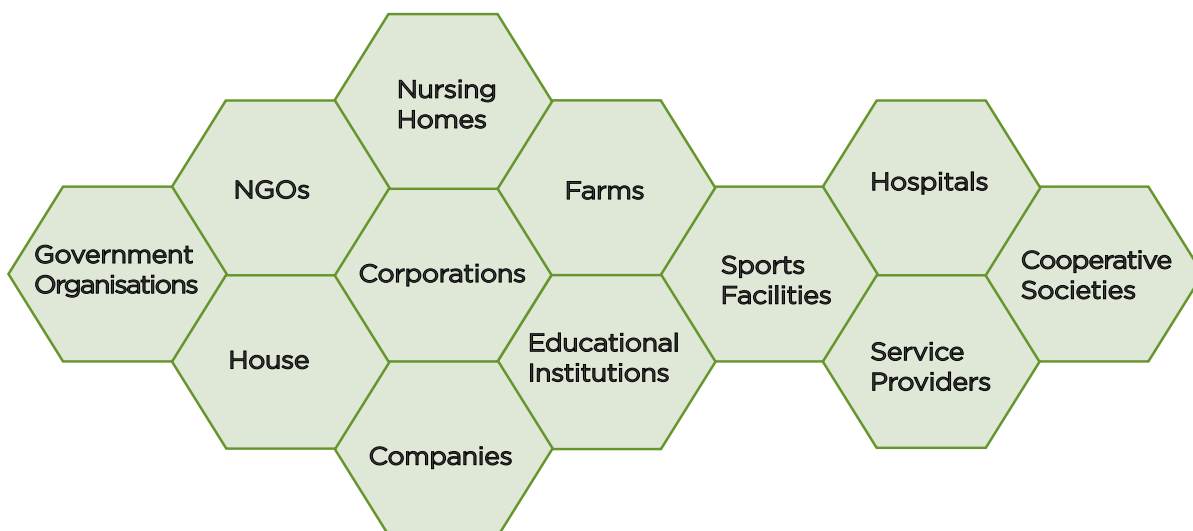 Nursing
Homes
NGOs
Farms
Hospitals
Government
Organisations
Corporations
Sports
Facilities
Cooperative
Societies
House
Educational
Institutions
Service
Providers
Companies